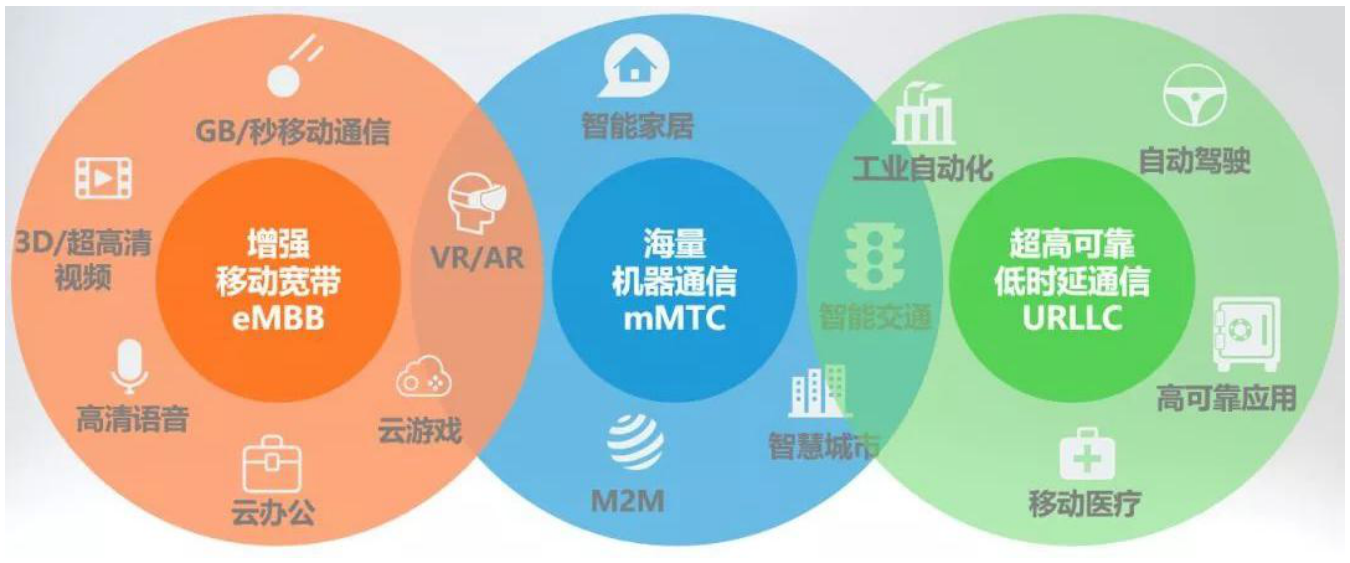 GB/秒移动通信
3D/超高清
视频
增强
移动宽带
eMBB
VR/AR
高清语音
云游戏
云办公
智能家居
海量
机器通信
mMTC
智慧城市
M2M
工业自动化
自动驾驶
智能交通
超高可靠
低时延通信
URLLC
高可靠应用
移动医疗